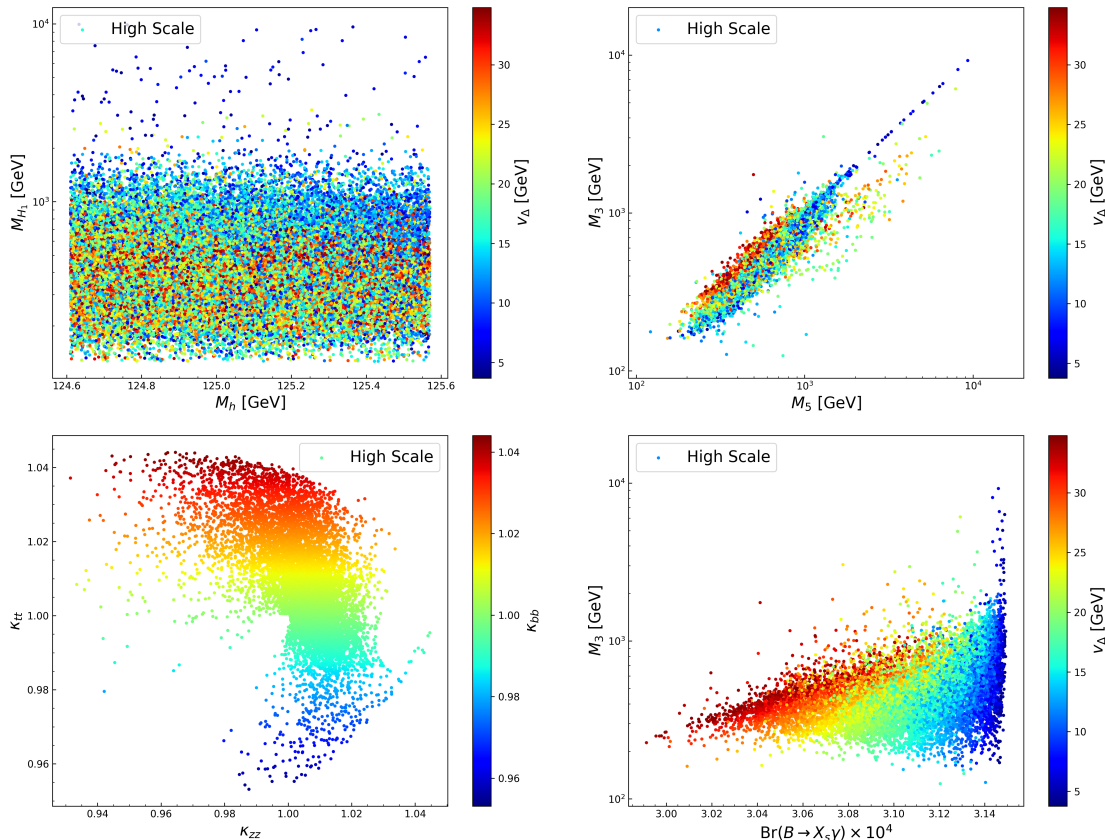 High Scale
10⁴
10³
M_{H_1} [GeV]
124.6 124.8 125.0 125.2 125.4 125.6
M_h [GeV]
30
25
20
15
10
5
v_Δ [GeV]
High Scale
10⁴
10³
10²
M_3 [GeV]
10² 10³ 10⁴
M_5 [GeV]
30
25
20
15
10
5
v_Δ [GeV]
High Scale
1.04
1.02
1.00
0.98
0.96
κ_{tt}
0.94 0.96 0.98 1.00 1.02 1.04
κ_{zz}
1.04
1.02
1.00
0.98
0.96
κ_{bb}
High Scale
10⁴
10³
10²
M_3 [GeV]
3.00 3.02 3.04 3.06 3.08 3.10 3.12 3.14
Br(B → X_sγ) × 10⁴
30
25
20
15
10
5
v_Δ [GeV]